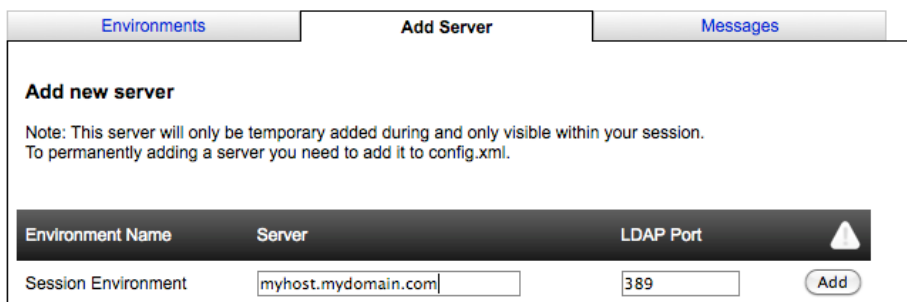 Environments
Add Server
Messages
Add new server
Note: This server will only be temporary added during and only visible within your session.
To permanently adding a server you need to add it to config.xml.
Environment Name Server LDAP Port
Session Environment myhost.mydomain.com 389 Add